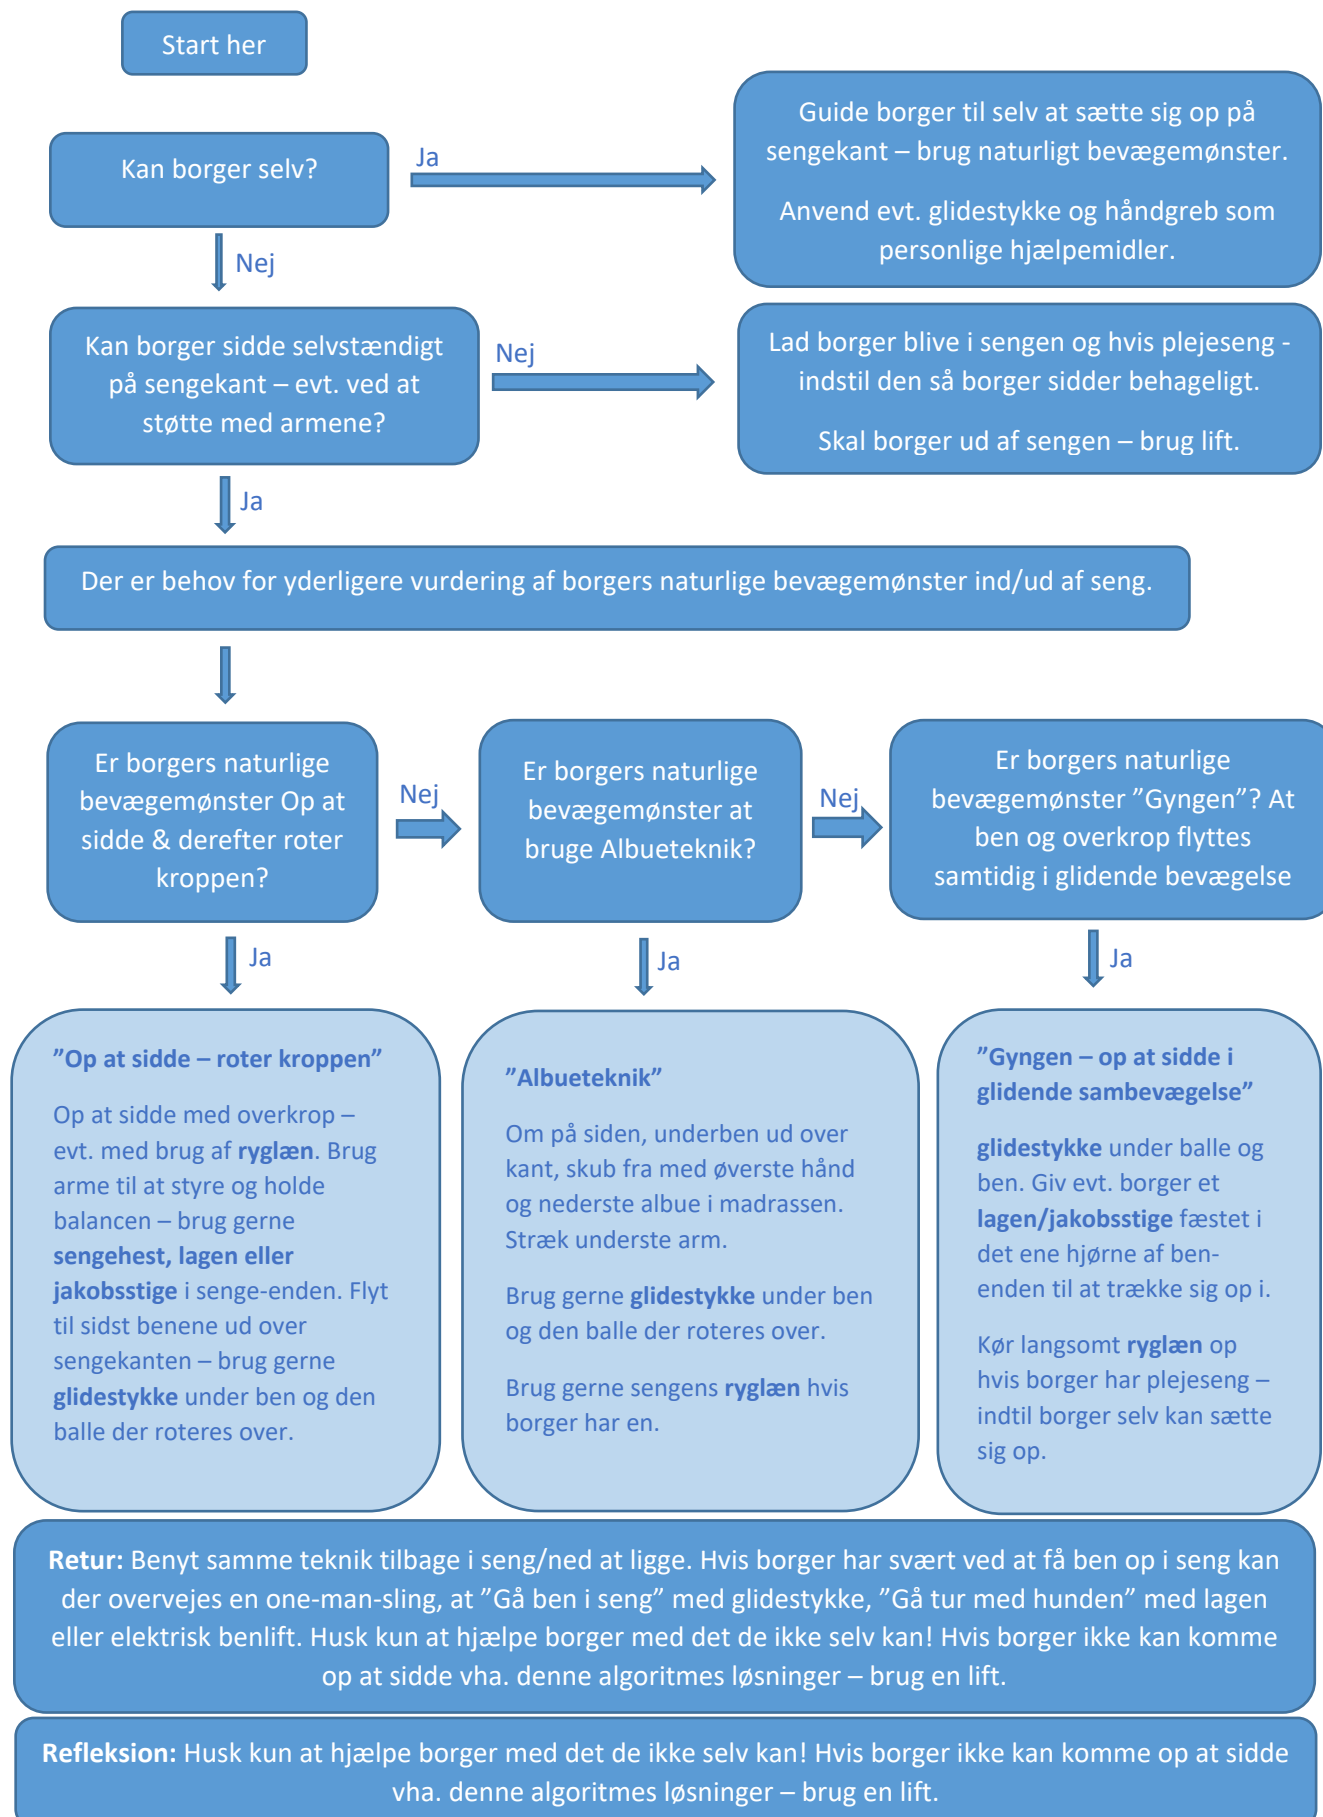 Start her
Kan borger selv?
Ja
Guide borger til selv at sætte sig op på
sengekant – brug naturligt bevægemønster.
Anvend evt. glidestykke og håndgreb som
personlige hjælpemidler.
Nej
Kan borger sidde selvstændigt
på sengekant – evt. ved at
støtte med armene?
Nej
Lad borger blive i sengen og hvis plejeseng -
indstil den så borger sidder behageligt.
Skal borger ud af sengen – brug lift.
Ja
Der er behov for yderligere vurdering af borgers naturlige bevægemønster ind/ud af seng.
Er borgers naturlige
bevægemønster Op at
sidde & derefter roter
kroppen?
Nej
Er borgers naturlige
bevægemønster at
bruge Albueteknik?
Nej
Er borgers naturlige
bevægemønster ”Gyngen”? At
ben og overkrop flyttes
samtidig i glidende bevægelse
Ja
Ja
Ja
”Op at sidde – roter kroppen”
Op at sidde med overkrop –
evt. med brug af ryglæn. Brug
arme til at styre og holde
balancen – brug gerne
sengehest, lagen eller
jakobsstige i senge-enden. Flyt
til sidst benene ud over
sengekanten – brug gerne
glidestykke under ben og den
balle der roteres over.
”Albueteknik”
Om på siden, underben ud over
kant, skub fra med øverste hånd
og nederste albue i madrassen.
Stræk underste arm.
Brug gerne glidestykke under ben
og den balle der roteres over.
Brug gerne sengens ryglæn hvis
borger har en.
”Gyngen – op at sidde i
glidende sambevægelse”
glidestykke under balle og
ben. Giv evt. borger et
lagen/jakobsstige fæstet i
det ene hjørne af ben-
enden til at trække sig op i.
Kør langsomt ryglæn op
hvis borger har plejeseng –
indtil borger selv kan sætte
sig op.
Retur: Benyt samme teknik tilbage i seng/ned at ligge. Hvis borger har svært ved at få ben op i seng kan
der overvejes en one-man-sling, at ”Gå ben i seng” med glidestykke, ”Gå tur med hunden” med lagen
eller elektrisk benlift. Husk kun at hjælpe borger med det de ikke selv kan! Hvis borger ikke kan komme
op at sidde vha. denne algoritmes løsninger – brug en lift.
Refleksion: Husk kun at hjælpe borger med det de ikke selv kan! Hvis borger ikke kan komme op at sidde
vha. denne algoritmes løsninger – brug en lift.